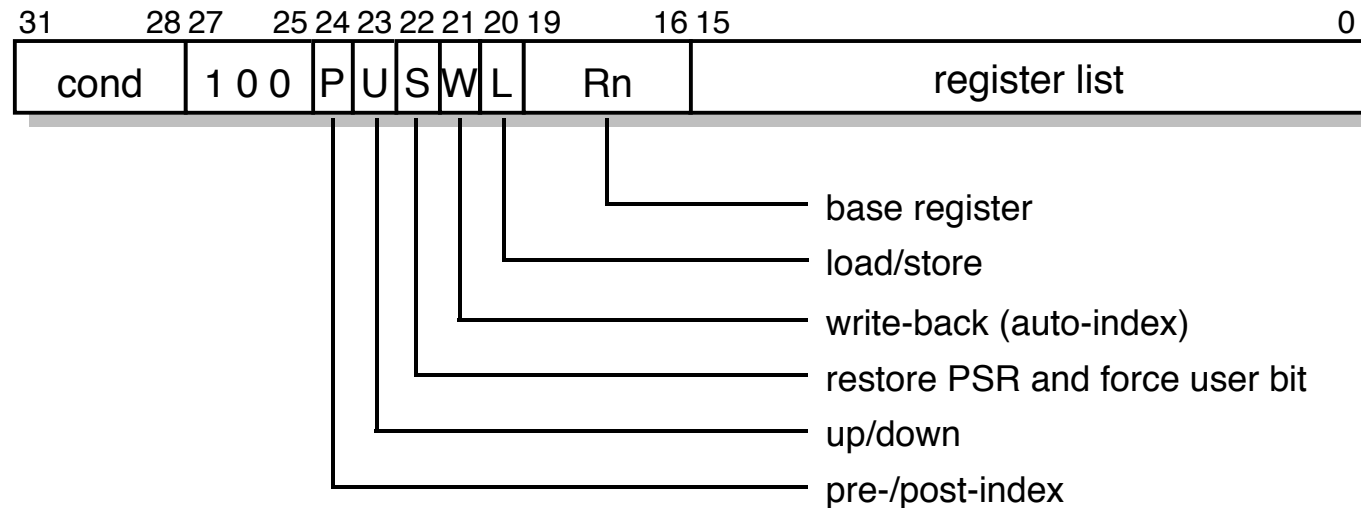 31 28 27 25 24 23 22 21 20 19 16 15 0
cond 1 0 0 P U S W L Rn register list
base register
load/store
write-back (auto-index)
restore PSR and force user bit
up/down
pre-/post-index